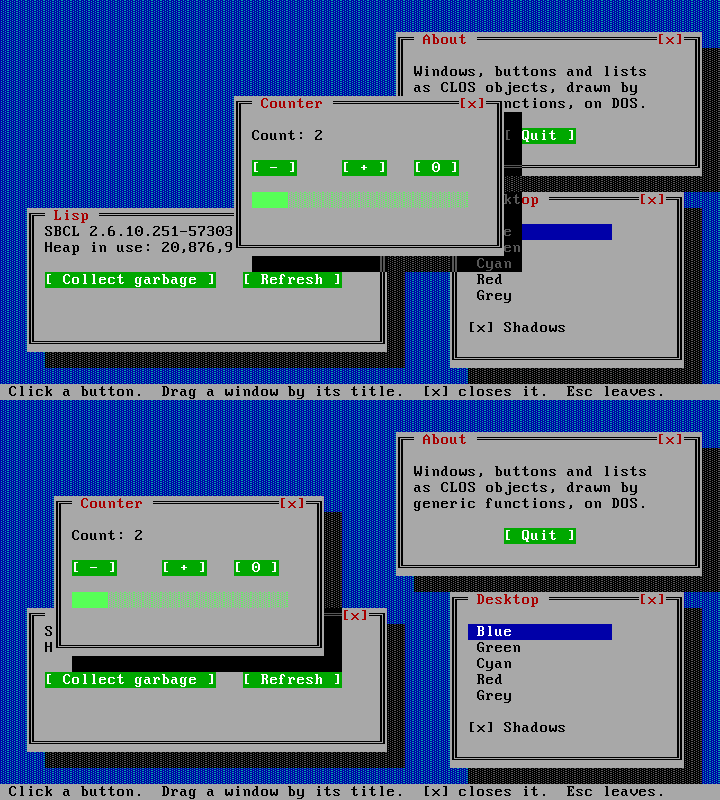 About [x]
Windows, buttons and lists
as CLOS objects, drawn by
Counter [x]
nctions, on DOS.
Count: 2
[ Quit ]
[ - ] [ + ] [ 0 ]
ktop [x]
Lisp
SBCL 2.6.10.251-57303
e
Heap in use: 20,876,9
en
Cyan
[ Collect garbage ] [ Refresh ]
Red
Grey
[x] Shadows
Click a button. Drag a window by its title. [x] closes it. Esc leaves.
About [x]
Windows, buttons and lists
as CLOS objects, drawn by
generic functions, on DOS.
[ Quit ]
Counter [x]
Count: 2
[ - ] [ + ] [ 0 ]
[x]
S
H
[ Collect garbage ] [ Refresh ]
Desktop [x]
Blue
Green
Cyan
Red
Grey
[x] Shadows
Click a button. Drag a window by its title. [x] closes it. Esc leaves.